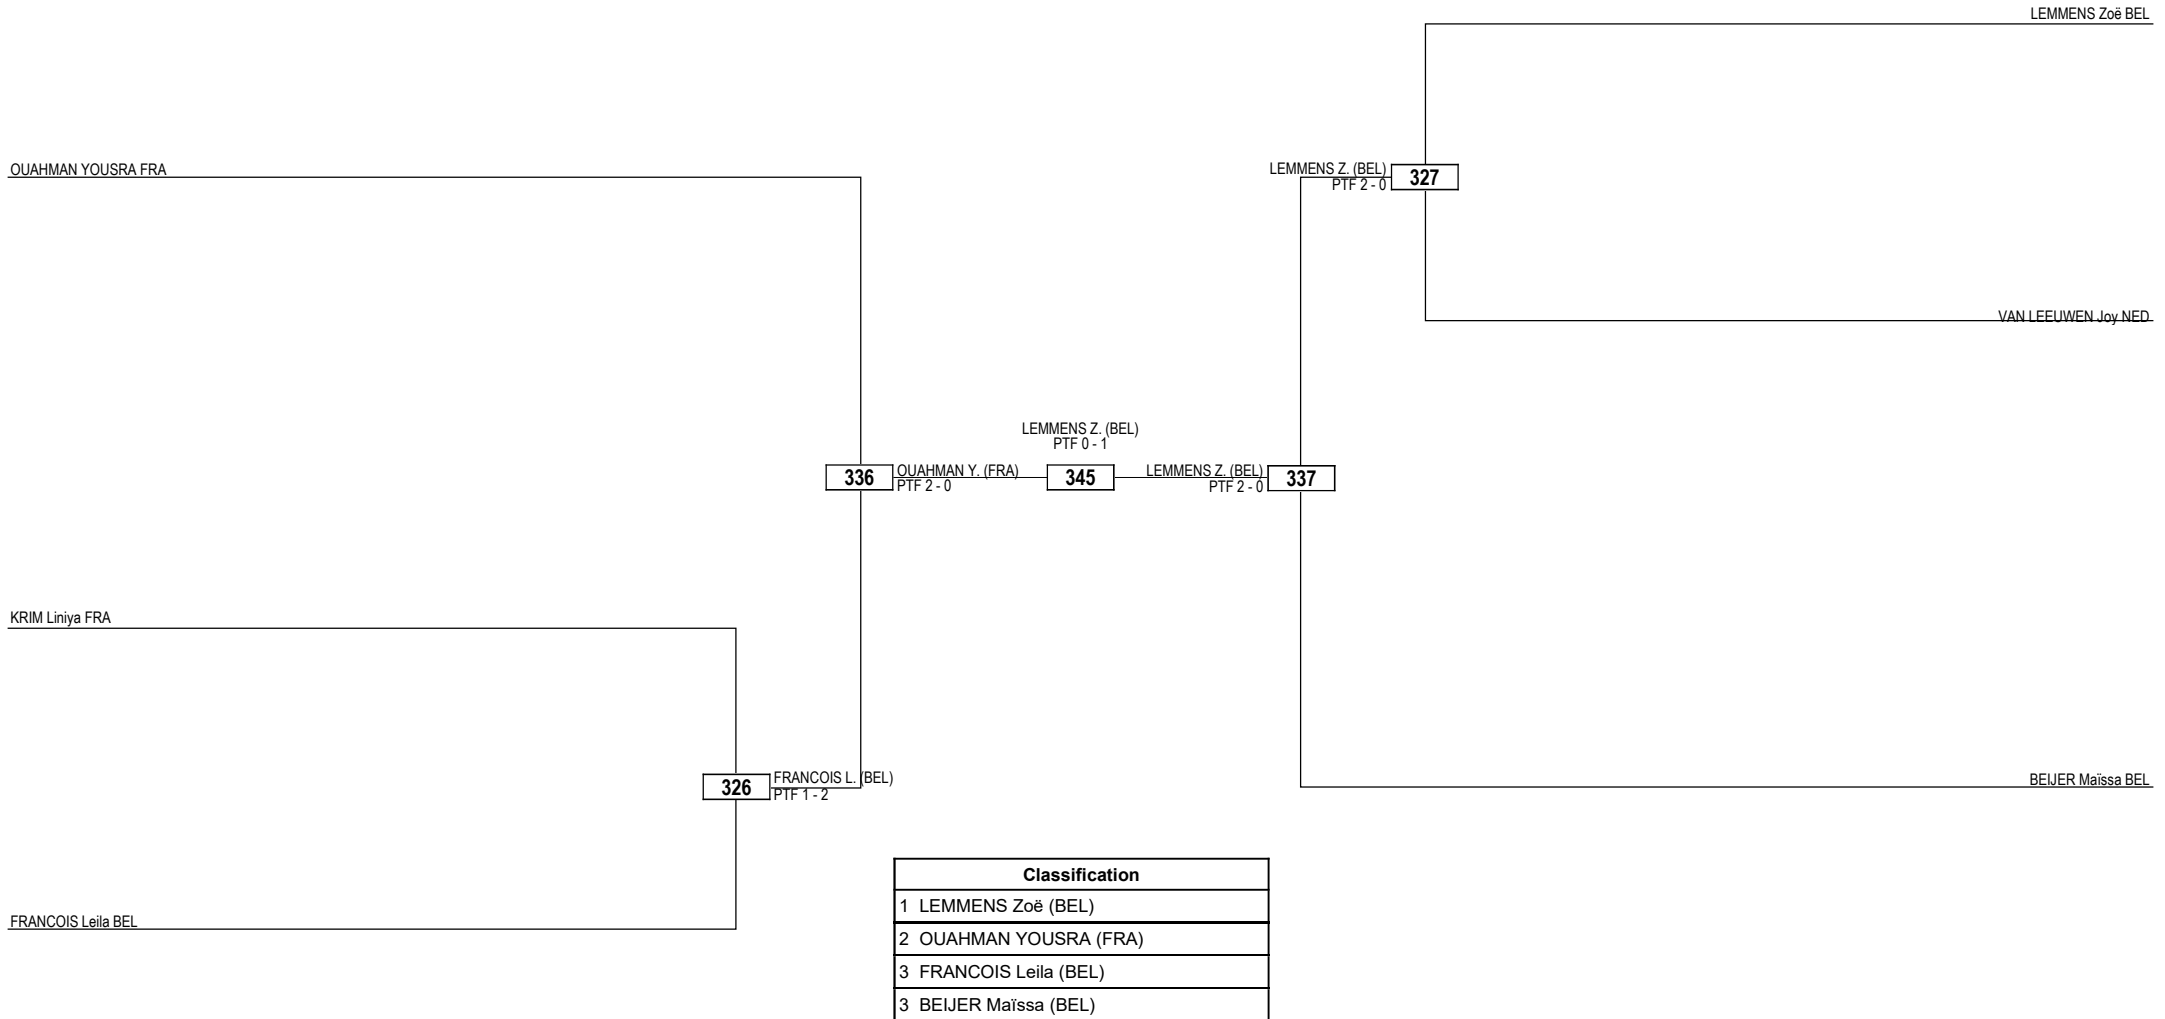 LEMMENS Zoë BEL
OUAHMAN YOUSRA FRA
LEMMENS Z. (BEL)
PTF 2 - 0
327
VAN LEEUWEN Joy NED
LEMMENS Z. (BEL)
PTF 0 - 1
336
OUAHMAN Y. (FRA)
PTF 2 - 0
345
LEMMENS Z. (BEL)
PTF 2 - 0
337
KRIM Liniya FRA
326
FRANCOIS L. (BEL)
PTF 1 - 2
BEIJER Maïssa BEL
FRANCOIS Leila BEL
Classification
1 LEMMENS Zoë (BEL)
2 OUAHMAN YOUSRA (FRA)
3 FRANCOIS Leila (BEL)
3 BEIJER Maïssa (BEL)